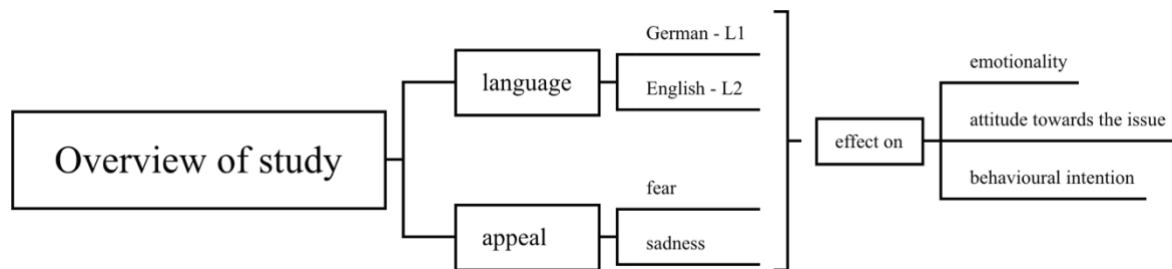 Overview of study
language
German - L1
English - L2
appeal
fear
sadness
effect on
emotionality
attitude towards the issue
behavioural intention